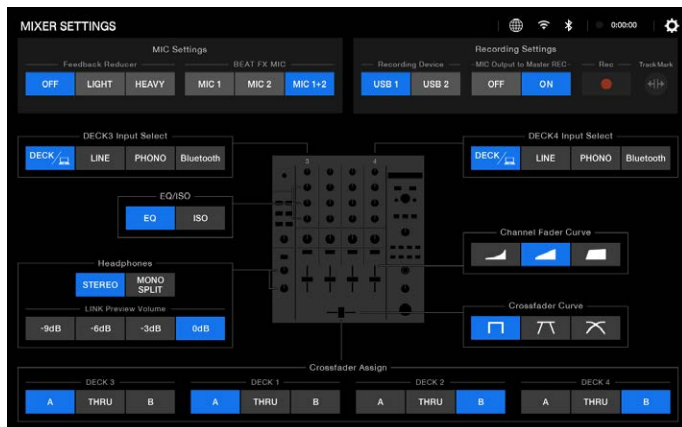 MIXER SETTINGS
0:00:00
MIC Settings
Feedback Reducer
BEAT FX MIC
OFF LIGHT HEAVY MIC 1 MIC 2 MIC 1+2
Recording Settings
Recording Device MIC Output to Master REC Rec Track Mark
USB 1 USB 2 OFF ON
DECK3 Input Select
DECK/ LINE PHONO Bluetooth
DECK4 Input Select
DECK/ LINE PHONO Bluetooth
3 4
EQ/ISO
EQ ISO
Channel Fader Curve
Headphones
STEREO MONO SPLIT
LINK Preview Volume
-9dB -6dB -3dB 0dB
Crossfader Curve
Crossfader Assign
DECK 3 DECK 1 DECK 2 DECK 4
A THRU B A THRU B A THRU B A THRU B